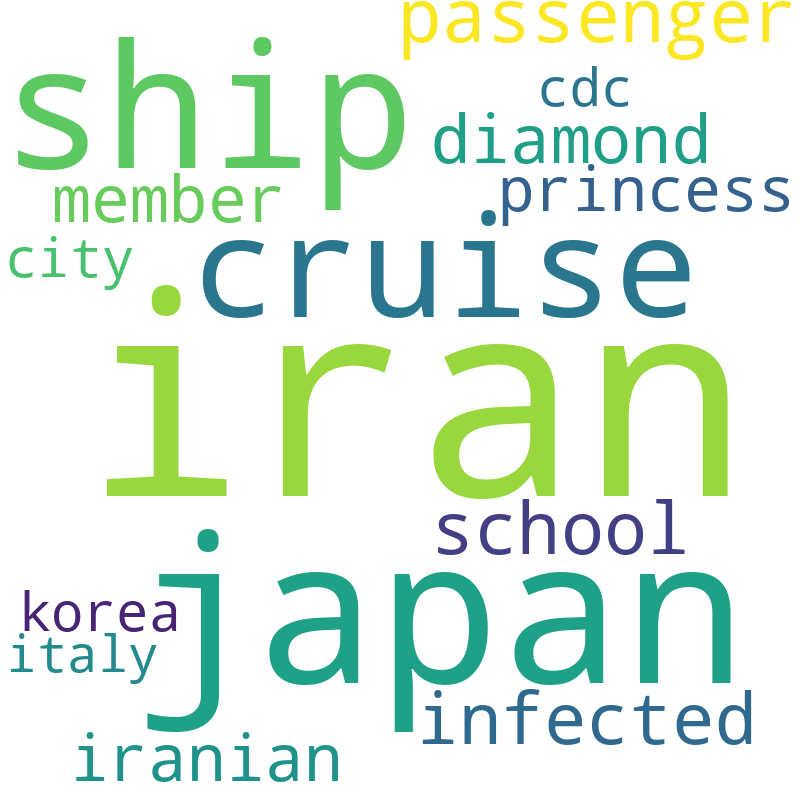 passenger
ship
cdc
diamond
member
princess
city
cruise
iran
school
japan
korea
italy
infected
iranian